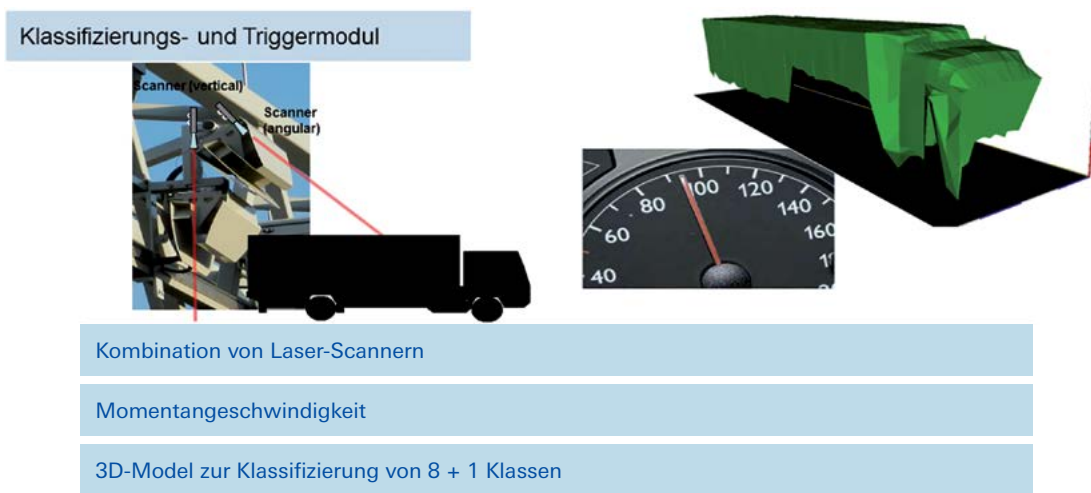 Klassifizierungs- und Triggermodul
Scanner (vertical)
Scanner
(angular)
40
60
80
100
120
140
160
Kombination von Laser-Scannern
Momentangeschwindigkeit
3D-Model zur Klassifizierung von 8 + 1 Klassen